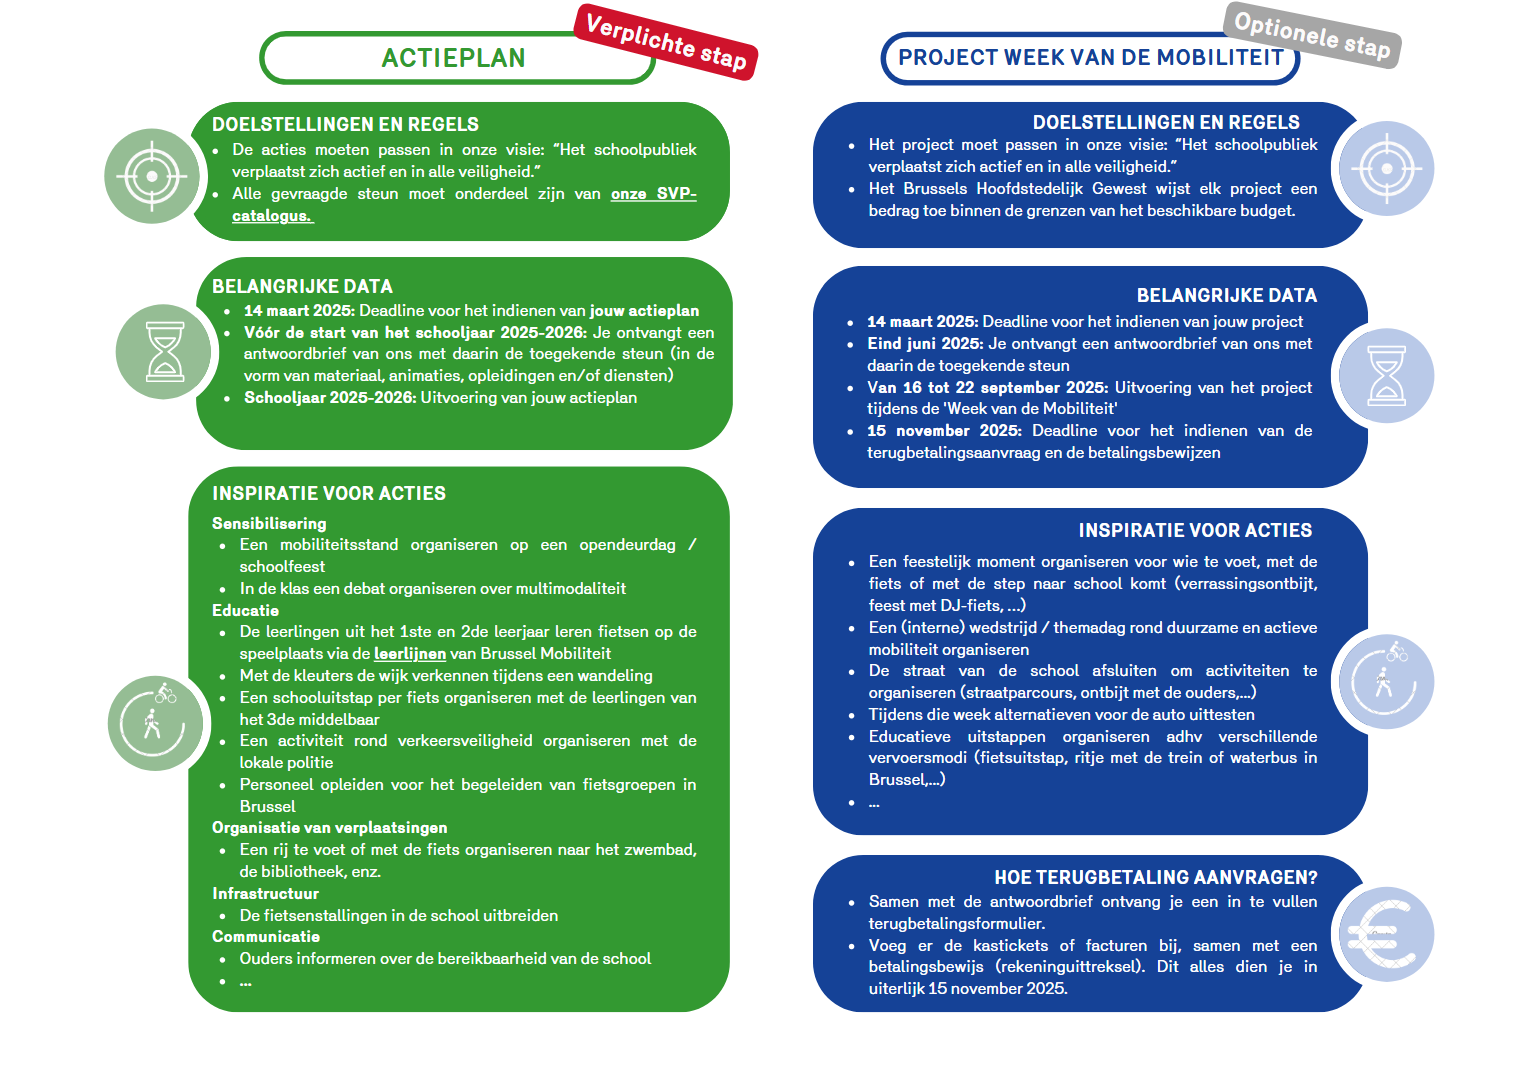 ACTIEPLAN
Verplichte stap
DOELSTELLINGEN EN REGELS
• De acties moeten passen in onze visie: “Het schoolpubliek
verplaatst zich actief en in alle veiligheid.”
• Alle gevraagde steun moet onderdeel zijn van onze SVP-
catalogus.
BELANGRIJKE DATA
• 14 maart 2025: Deadline voor het indienen van jouw actieplan
• Vóór de start van het schooljaar 2025-2026: Je ontvangt een
antwoordbrief van ons met daarin de toegekende steun (in de
vorm van materiaal, animaties, opleidingen en/of diensten)
• Schooljaar 2025-2026: Uitvoering van jouw actieplan
INSPIRATIE VOOR ACTIES
Sensibilisering
• Een mobiliteitsstand organiseren op een opendeurdag /
schoolfeest
• In de klas een debat organiseren over multimodaliteit
Educatie
• De leerlingen uit het 1ste en 2de leerjaar leren fietsen op de
speelplaats via de leerlijnen van Brussel Mobiliteit
• Met de kleuters de wijk verkennen tijdens een wandeling
• Een schooluitstap per fiets organiseren met de leerlingen van
het 3de middelbaar
• Een activiteit rond verkeersveiligheid organiseren met de
lokale politie
• Personeel opleiden voor het begeleiden van fietsgroepen in
Brussel
Organisatie van verplaatsingen
• Een rij te voet of met de fiets organiseren naar het zwembad,
de bibliotheek, enz.
Infrastructuur
• De fietsenstallingen in de school uitbreiden
Communicatie
• Ouders informeren over de bereikbaarheid van de school
• ...
PROJECT WEEK VAN DE MOBILITEIT
Optionele stap
DOELSTELLINGEN EN REGELS
• Het project moet passen in onze visie: “Het schoolpubliek
verplaatst zich actief en in alle veiligheid.”
• Het Brussels Hoofdstedelijk Gewest wijst elk project een
bedrag toe binnen de grenzen van het beschikbare budget.
BELANGRIJKE DATA
• 14 maart 2025: Deadline voor het indienen van jouw project
• Eind juni 2025: Je ontvangt een antwoordbrief van ons met
daarin de toegekende steun
• Van 16 tot 22 september 2025: Uitvoering van het project
tijdens de 'Week van de Mobiliteit'
• 15 november 2025: Deadline voor het indienen van de
terugbetalingsaanvraag en de betalingsbewijzen
INSPIRATIE VOOR ACTIES
• Een feestelijk moment organiseren voor wie te voet, met de
fiets of met de step naar school komt (verrassingsontbijt,
feest met DJ-fiets, ...)
• Een (interne) wedstrijd / themadag rond duurzame en actieve
mobiliteit organiseren
• De straat van de school afsluiten om activiteiten te
organiseren (straatparcours, ontbijt met de ouders,...)
• Tijdens die week alternatieven voor de auto uittesten
• Educatieve uitstappen organiseren adhv verschillende
vervoersmodi (fietsuitstap, ritje met de trein of waterbus in
Brussel,...)
• ...
HOE TERUGBETALING AANVRAGEN?
• Samen met de antwoordbrief ontvang je een in te vullen
terugbetalingsformulier.
• Voeg er de kastickets of facturen bij, samen met een
betalingsbewijs (rekeninguittreksel). Dit alles dien je in
uiterlijk 15 november 2025.